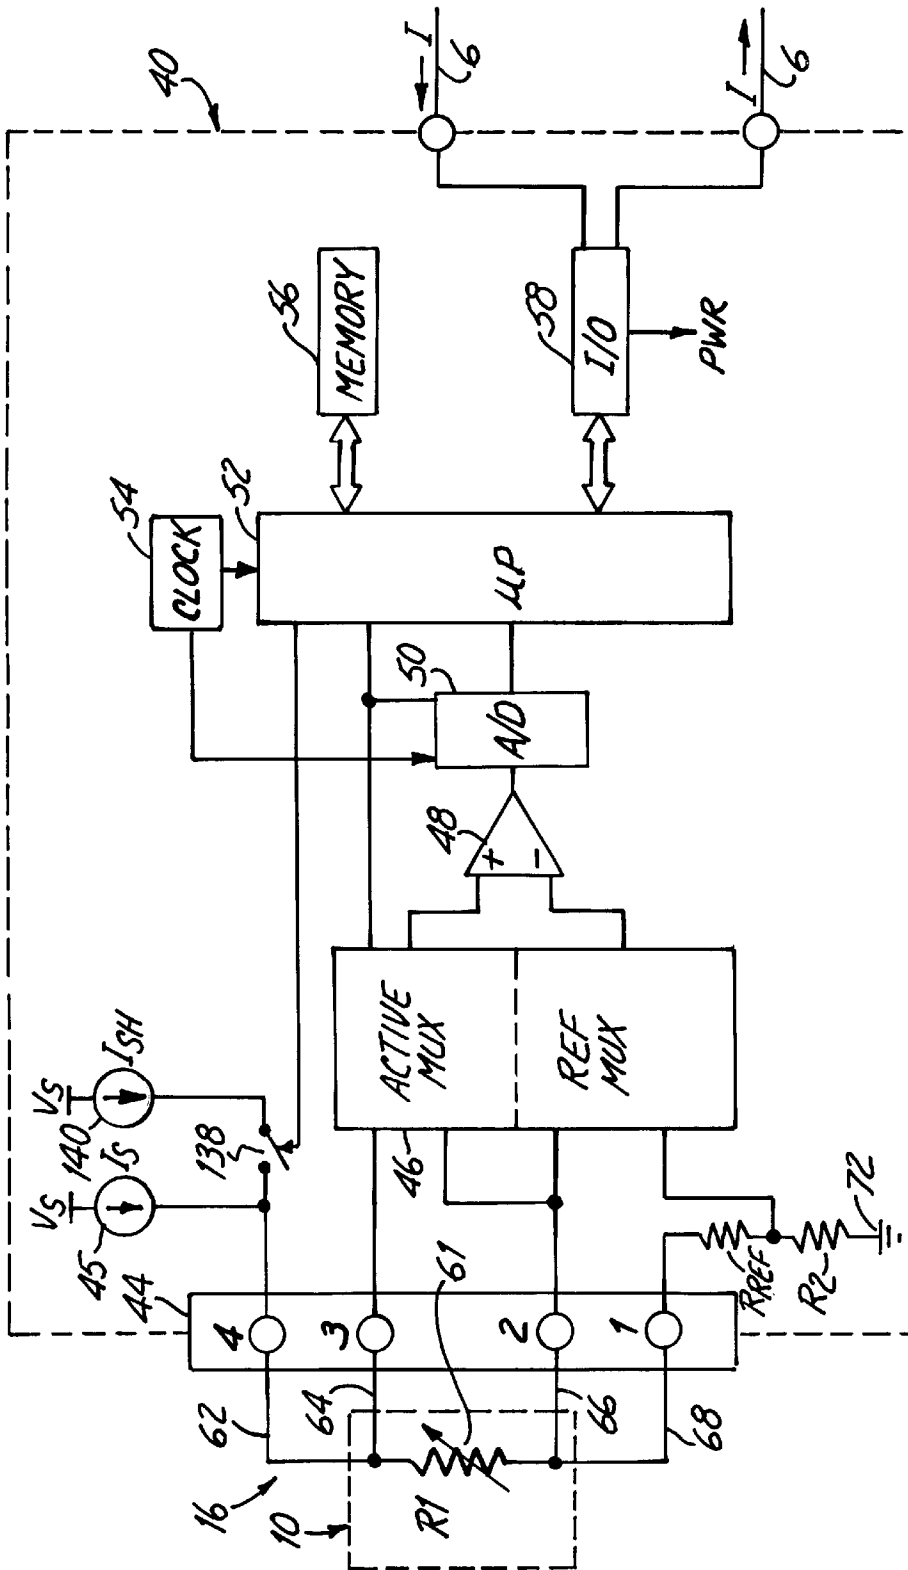 40
I
6
I
6
56
MEMORY
58
I/O
PWR
54
CLOCK
52
μP
50
A/D
48
+
−
ACTIVE
MUX
REF
MUX
46
VS
ISH
140
138
VS
IS
45
44
4
3
2
1
RREF
R2
72
62
64
61
66
68
16
10
R1